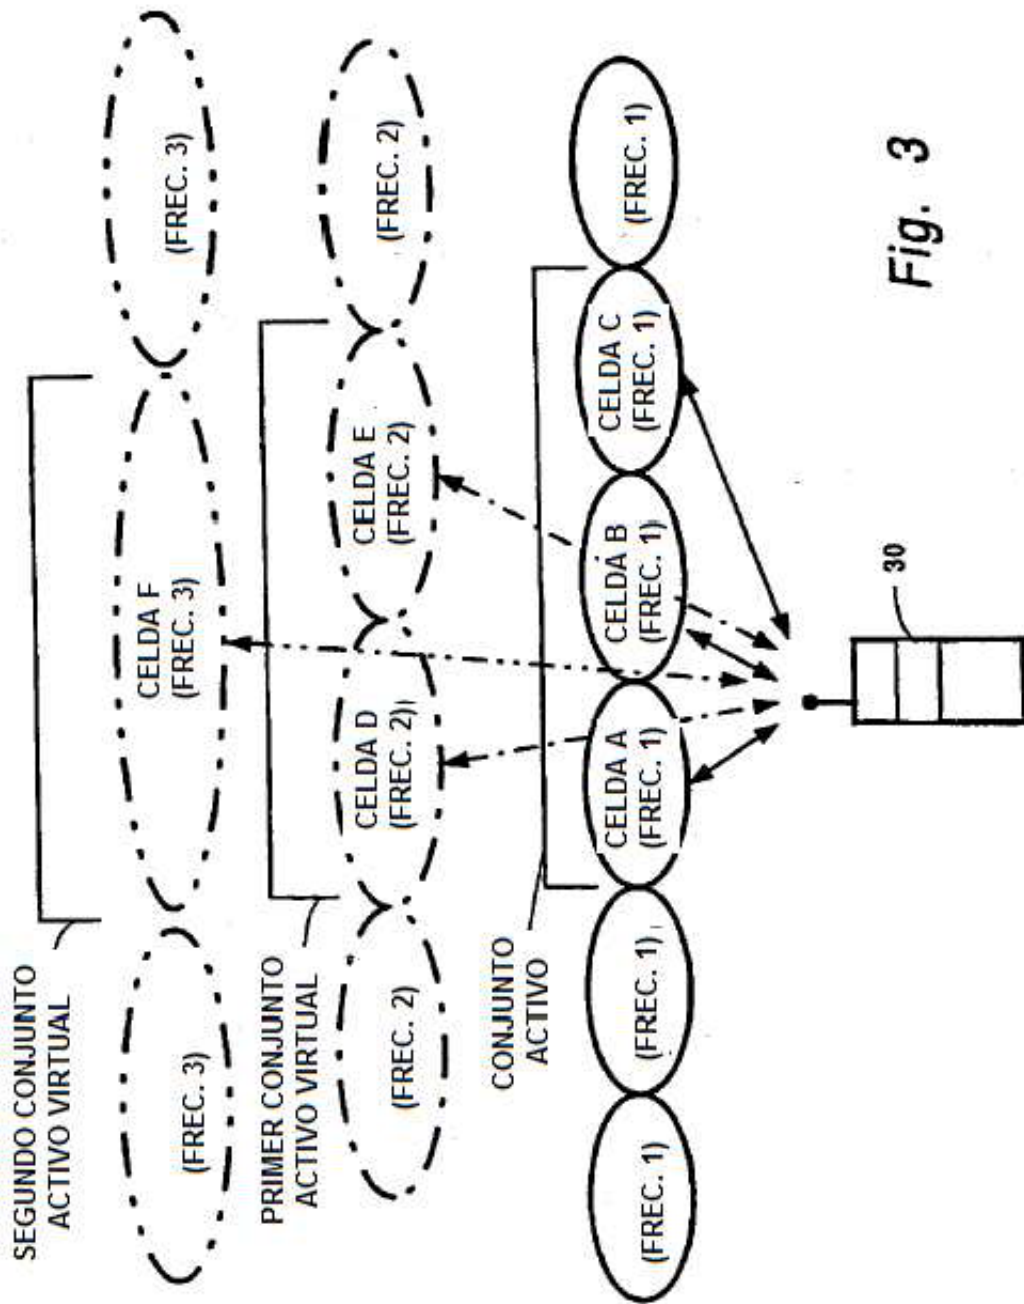 SEGUNDO CONJUNTO
ACTIVO VIRTUAL
(FREC. 3)
CELDA F
(FREC. 3)
(FREC. 3)
PRIMER CONJUNTO
ACTIVO VIRTUAL
(FREC. 2)
CELDA D
(FREC. 2)
CELDA E
(FREC. 2)
(FREC. 2)
CONJUNTO
ACTIVO
(FREC. 1)
(FREC. 1)
CELDA A
(FREC. 1)
CELDA B
(FREC. 1)
CELDA C
(FREC. 1)
(FREC. 1)
30
Fig. 3